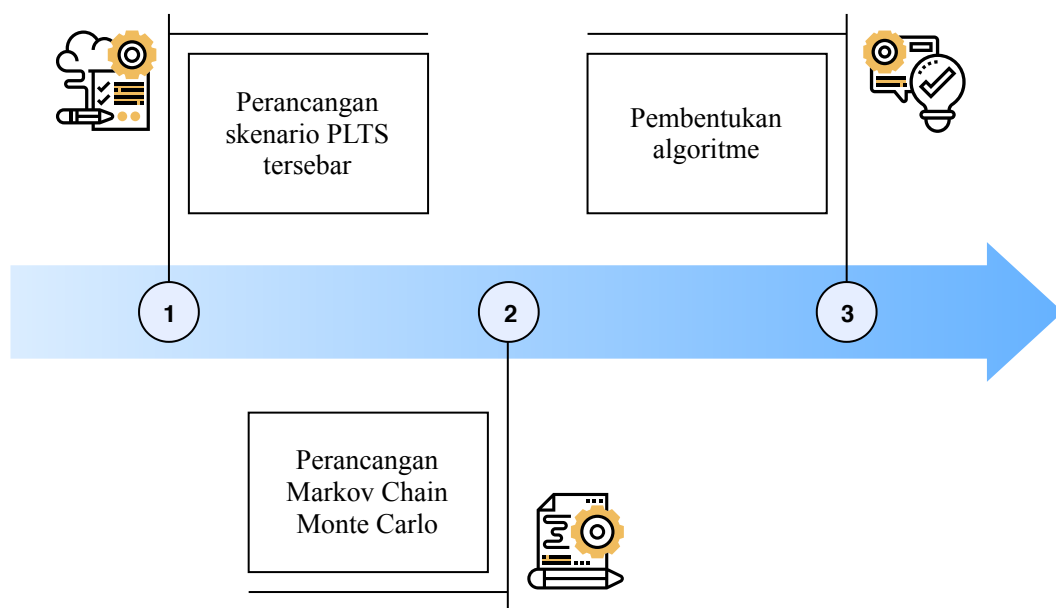 Perancangan
skenario PLTS
tersebar
Pembentukan
algoritme
1
2
3
Perancangan
Markov Chain
Monte Carlo